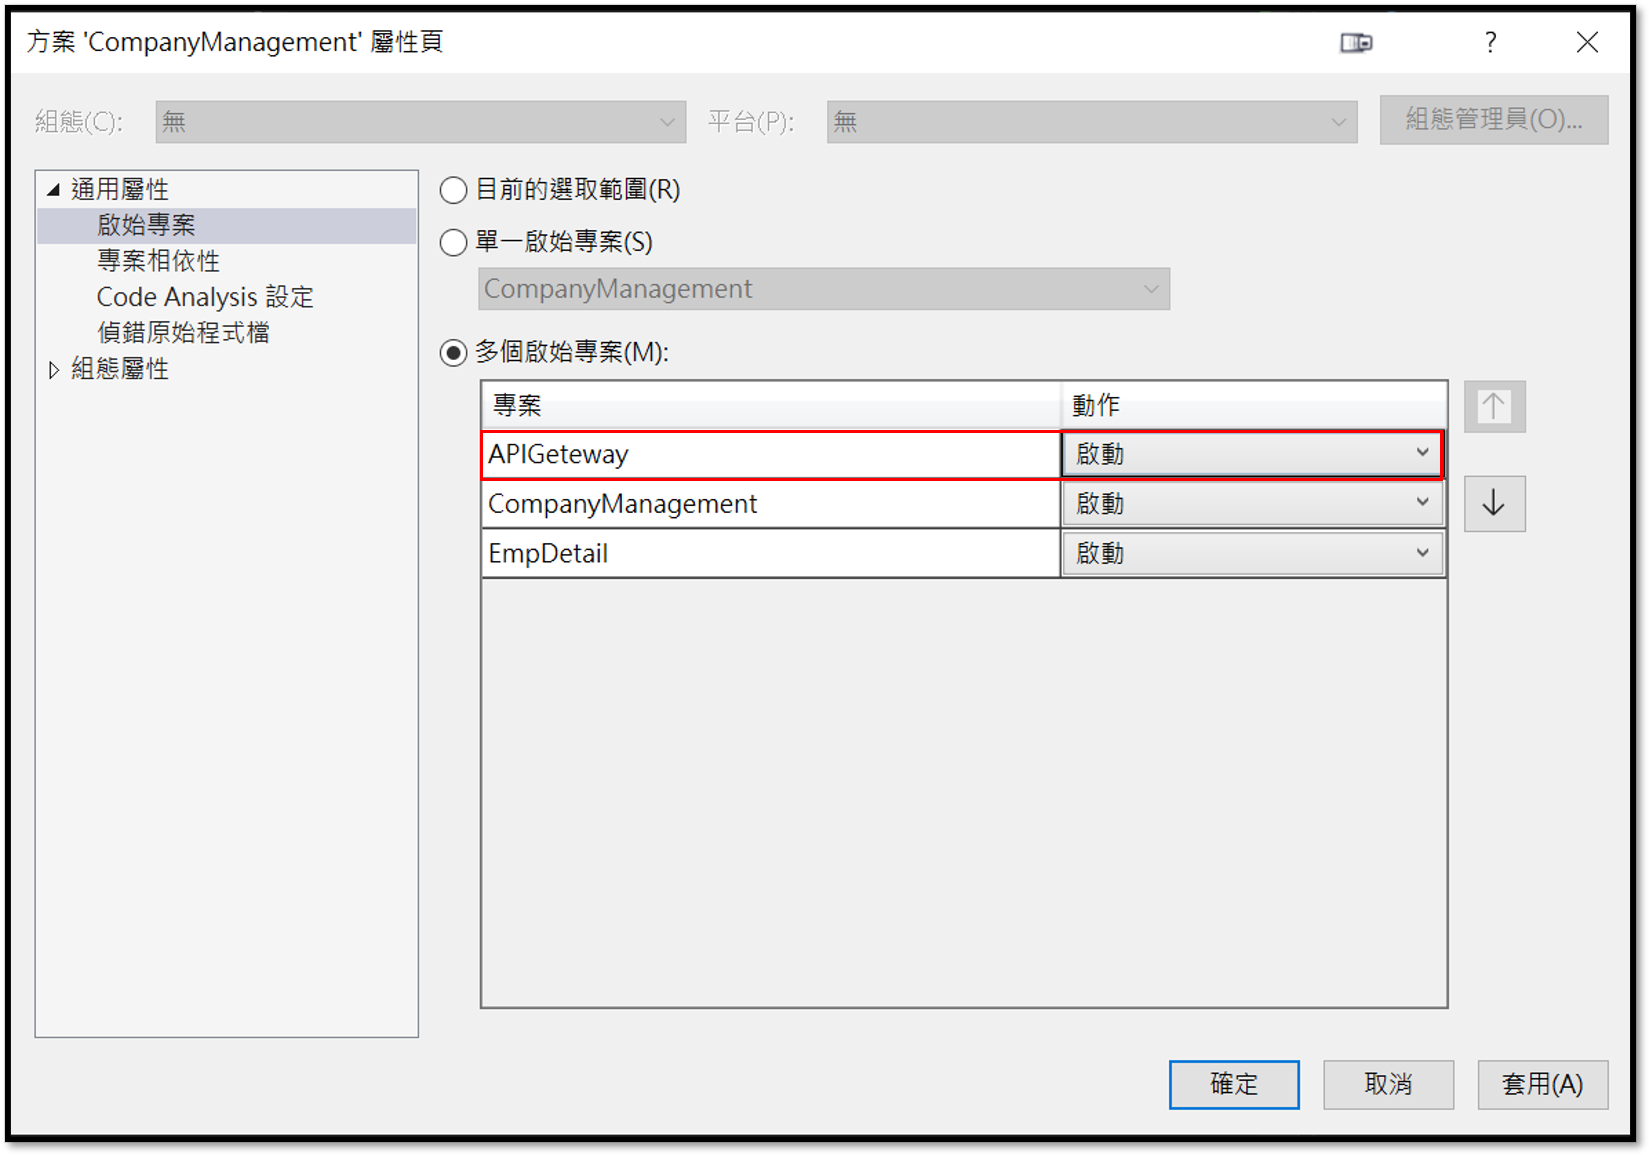 方案 'CompanyManagement' 屬性頁
?
組態(C): 無 平台(P): 無 組態管理員(O)...
通用屬性
啟始專案
專案相依性
Code Analysis 設定
偵錯原始程式檔
組態屬性
目前的選取範圍(R)
單一啟始專案(S)
CompanyManagement
多個啟始專案(M):
專案 動作
APIGeteway 啟動
CompanyManagement 啟動
EmpDetail 啟動
確定 取消 套用(A)